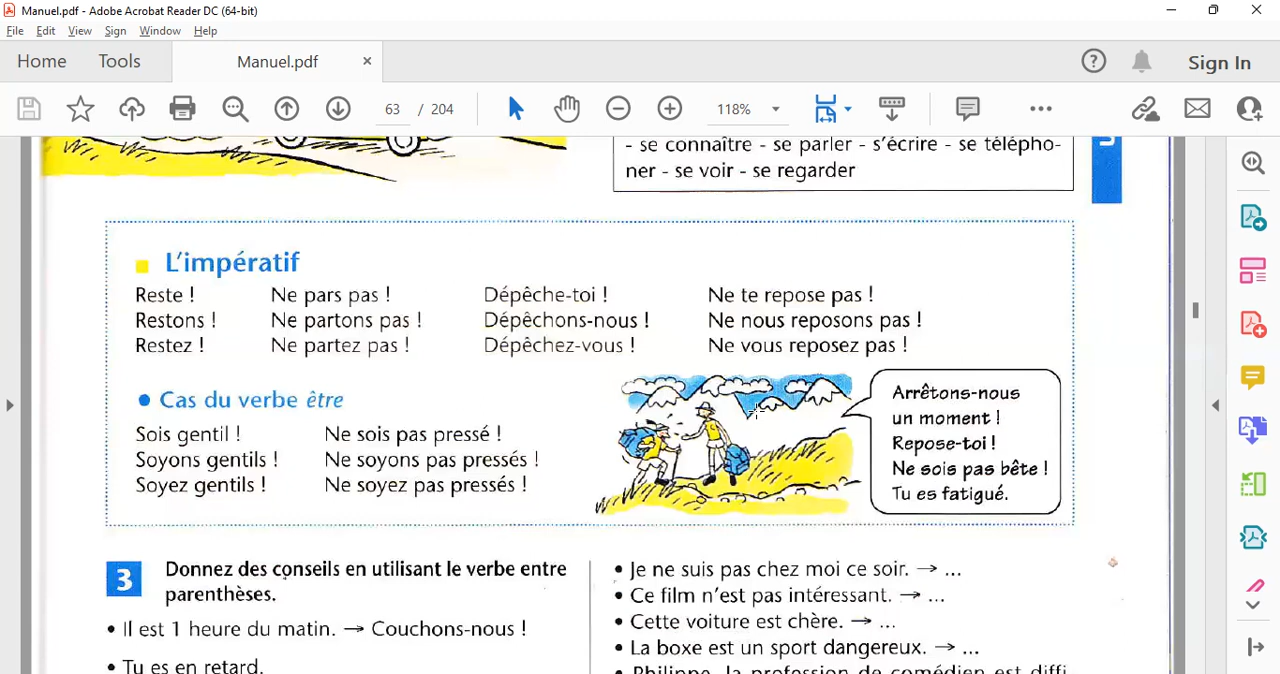 Manuel.pdf - Adobe Acrobat Reader DC (64-bit)
File Edit View Sign Window Help
Home Tools Manuel.pdf × Sign In
63 / 204 118%
- se connaître - se parler - s'écrire - se télépho-
ner - se voir - se regarder
L'impératif
Reste ! Ne pars pas ! Dépêche-toi ! Ne te repose pas !
Restons ! Ne partons pas ! Dépêchons-nous ! Ne nous reposons pas !
Restez ! Ne partez pas ! Dépêchez-vous ! Ne vous reposez pas !
• Cas du verbe être
Sois gentil ! Ne sois pas pressé !
Soyons gentils ! Ne soyons pas pressés !
Soyez gentils ! Ne soyez pas pressés !
Arrêtons-nous
un moment !
Repose-toi !
Ne sois pas bête !
Tu es fatigué.
3 Donnez des conseils en utilisant le verbe entre
parenthèses.
• Il est 1 heure du matin. → Couchons-nous !
• Tu es en retard.
• Je ne suis pas chez moi ce soir. → ...
• Ce film n'est pas intéressant. → ...
• Cette voiture est chère. → ...
• La boxe est un sport dangereux. → ...
• Philippe, la profession de comédien est diffi-